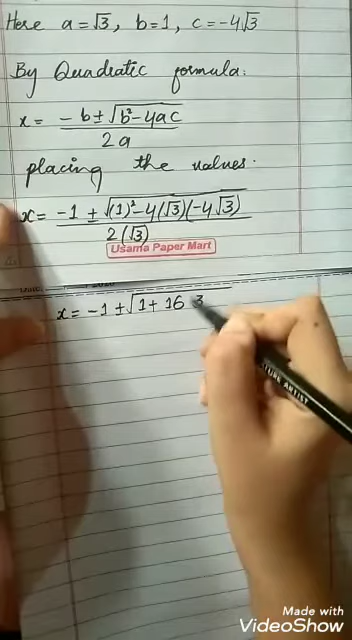 Here a = √3, b = 1, c = -4√3
By Quadratic formula:
x = -b ± √b² - 4ac / 2a
placing the values.
x = -1 ± √(1)² - 4(√3)(-4√3) / 2(√3)
Usama Paper Mart
x = -1 ± √1 + 16 3
Made with
VideoShow